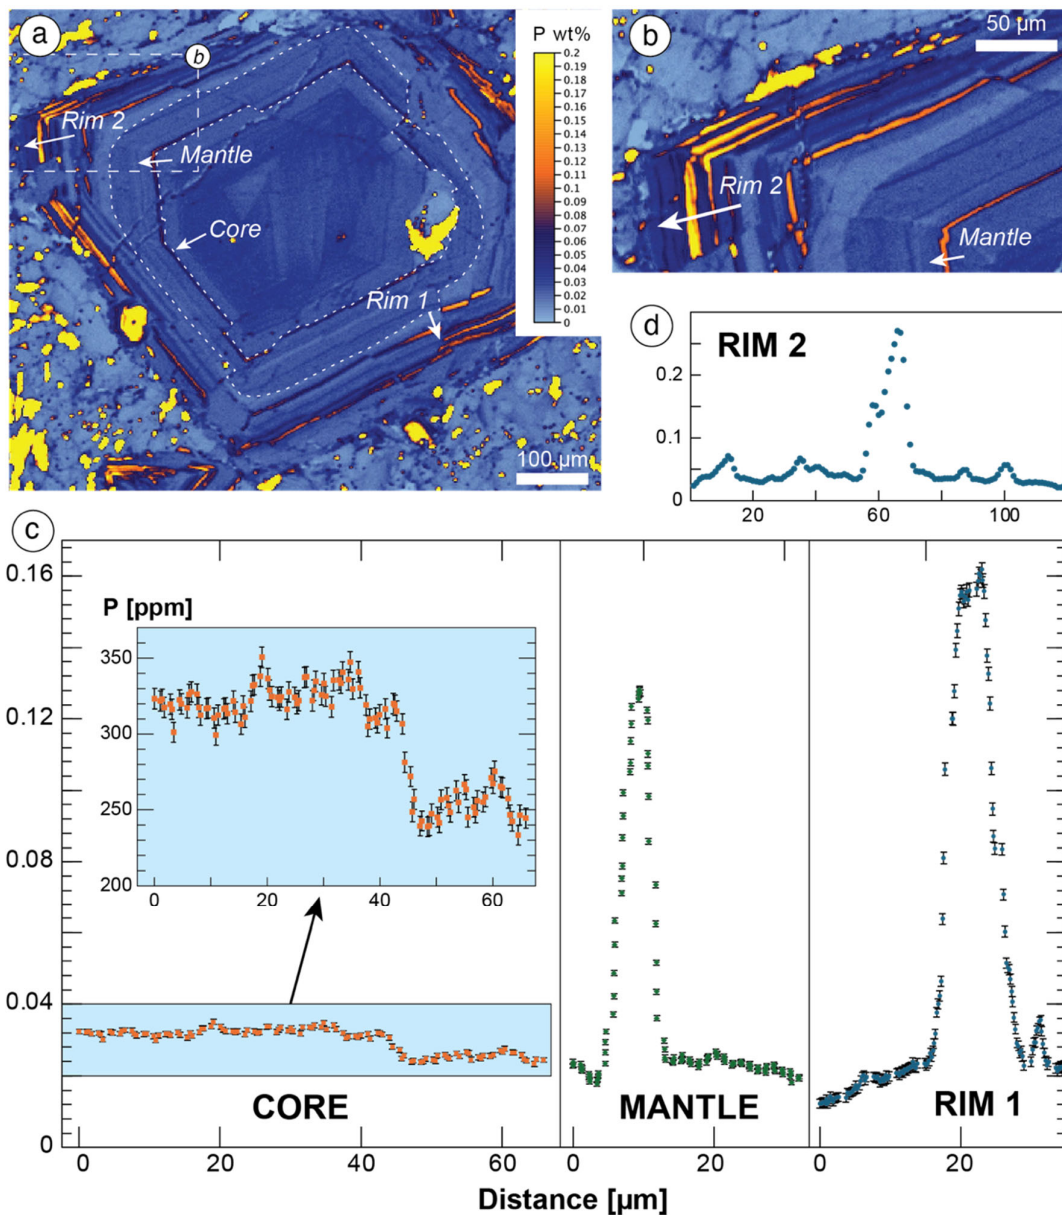 a
b
P wt%
0.2
0.19
0.18
0.17
0.16
0.15
0.14
0.13
0.12
0.11
0.1
0.09
0.08
0.07
0.06
0.05
0.04
0.03
0.02
0.01
0
Rim 2
Mantle
Core
Rim 1
100 µm
b
50 µm
Rim 2
Mantle
d
RIM 2
0.2
0.1
0
20 60 100
c
0.16
0.12
0.08
0.04
0
P [ppm]
350
300
250
200
0 20 40 60
CORE
MANTLE
RIM 1
0 20 40 60 0 20 0 20
Distance [µm]